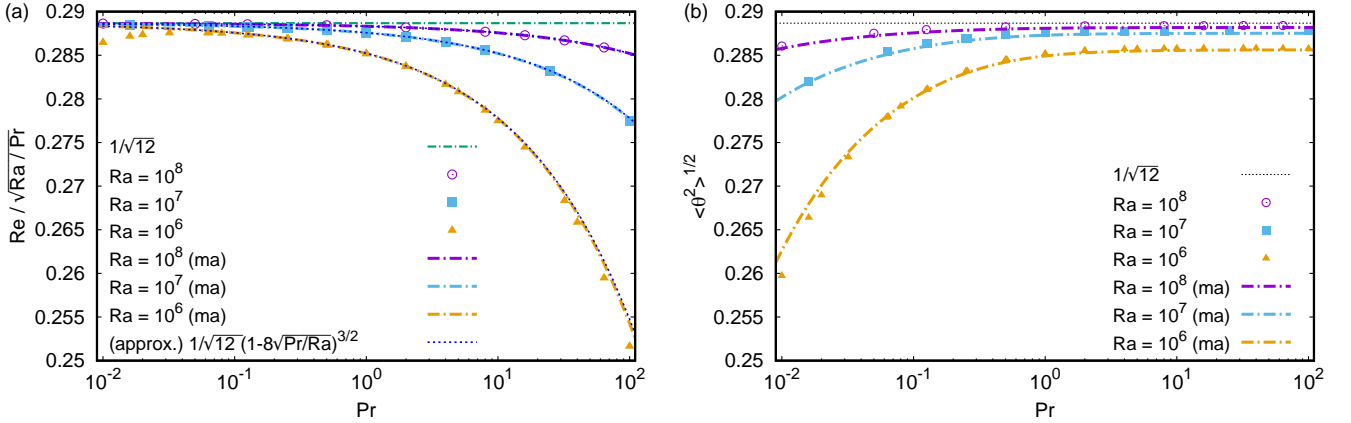 (a)
0.29
0.285
0.28
0.275
0.27
0.265
0.26
0.255
0.25
Re / √Ra / Pr
1/√12
Ra = 10⁸
Ra = 10⁷
Ra = 10⁶
Ra = 10⁸ (ma)
Ra = 10⁷ (ma)
Ra = 10⁶ (ma)
(approx.) 1/√12 (1-8√Pr/Ra)³ᐟ²
10⁻² 10⁻¹ 10⁰ 10¹ 10²
Pr
(b)
0.29
0.285
0.28
0.275
0.27
0.265
0.26
0.255
0.25
<θ²>¹ᐟ²
1/√12
Ra = 10⁸
Ra = 10⁷
Ra = 10⁶
Ra = 10⁸ (ma)
Ra = 10⁷ (ma)
Ra = 10⁶ (ma)
10⁻² 10⁻¹ 10⁰ 10¹ 10²
Pr